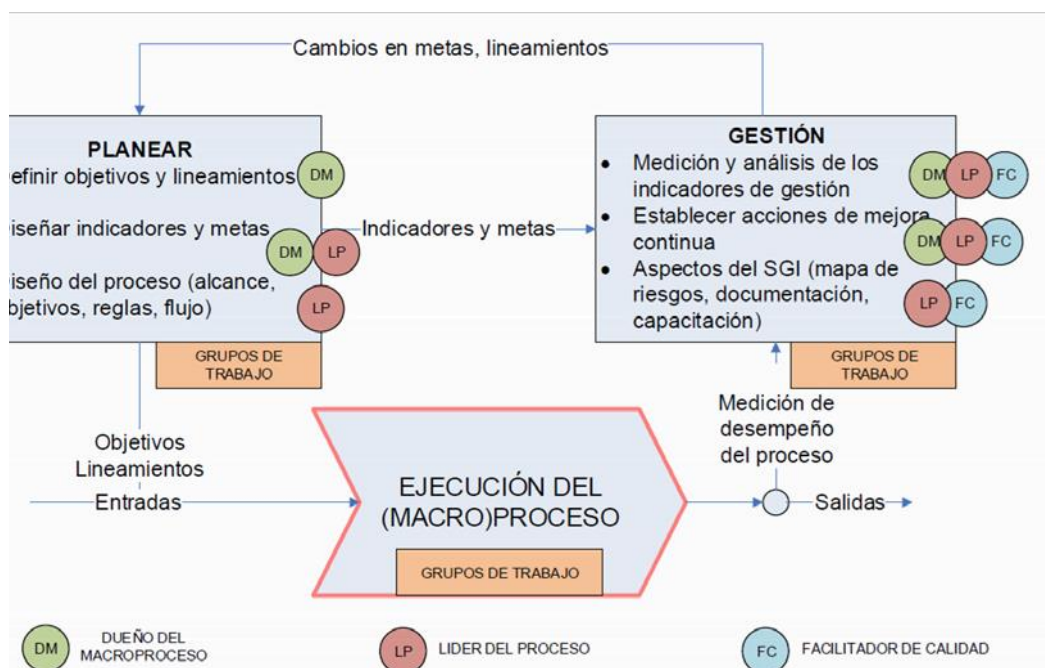 Cambios en metas, lineamientos
PLANEAR
efinir objetivos y lineamientos
DM
iseñar indicadores y metas
DM
LP
iseño del proceso (alcance,
bjetivos, reglas, flujo)
LP
GRUPOS DE
TRABAJO
Indicadores y metas
GESTIÓN
• Medición y análisis de los
indicadores de gestión
DM
LP
FC
• Establecer acciones de mejora
continua
DM
LP
FC
• Aspectos del SGI (mapa de
riesgos, documentación,
capacitación)
LP
FC
GRUPOS DE
TRABAJO
Objetivos
Lineamientos
Entradas
EJECUCIÓN DEL
(MACRO)PROCESO
GRUPOS DE TRABAJO
Medición de
desempeño
del proceso
Salidas
DM
DUEÑO DEL
MACROPROCESO
LP
LIDER DEL PROCESO
FC
FACILITADOR DE CALIDAD